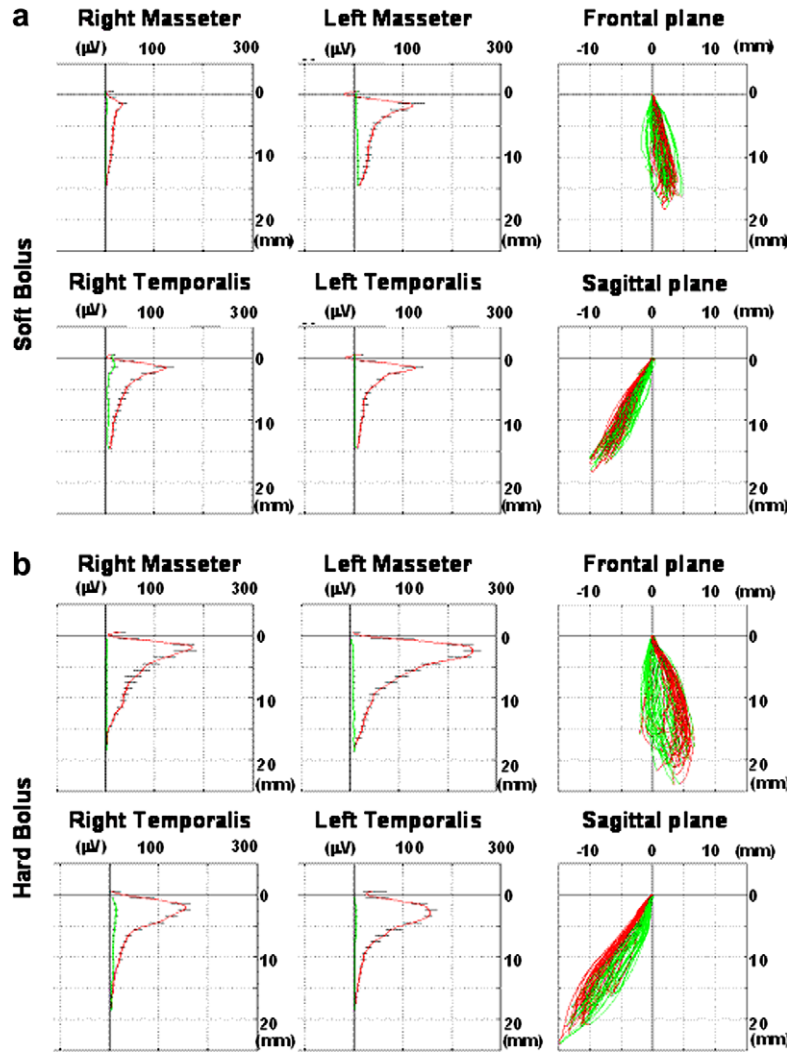 a
Right Masseter Left Masseter Frontal plane
(µV) 100 300 (µV) 100 300 -10 0 10 (mm)
0 0 0
10 10 10
20 20 20
(mm) (mm) (mm)
Soft Bolus
Right Temporalis Left Temporalis Sagittal plane
(µV) 100 300 (µV) 100 300 -10 0 10 (mm)
0 0 0
10 10 10
20 20 20
(mm) (mm) (mm)
b
Right Masseter Left Masseter Frontal plane
(µV) 100 300 (µV) 100 300 -10 0 10 (mm)
0 0 0
10 10 10
20 20 20
(mm) (mm) (mm)
Hard Bolus
Right Temporalis Left Temporalis Sagittal plane
(µV) 100 300 (µV) 100 300 -10 0 10 (mm)
0 0 0
10 10 10
20 20 20
(mm) (mm) (mm)